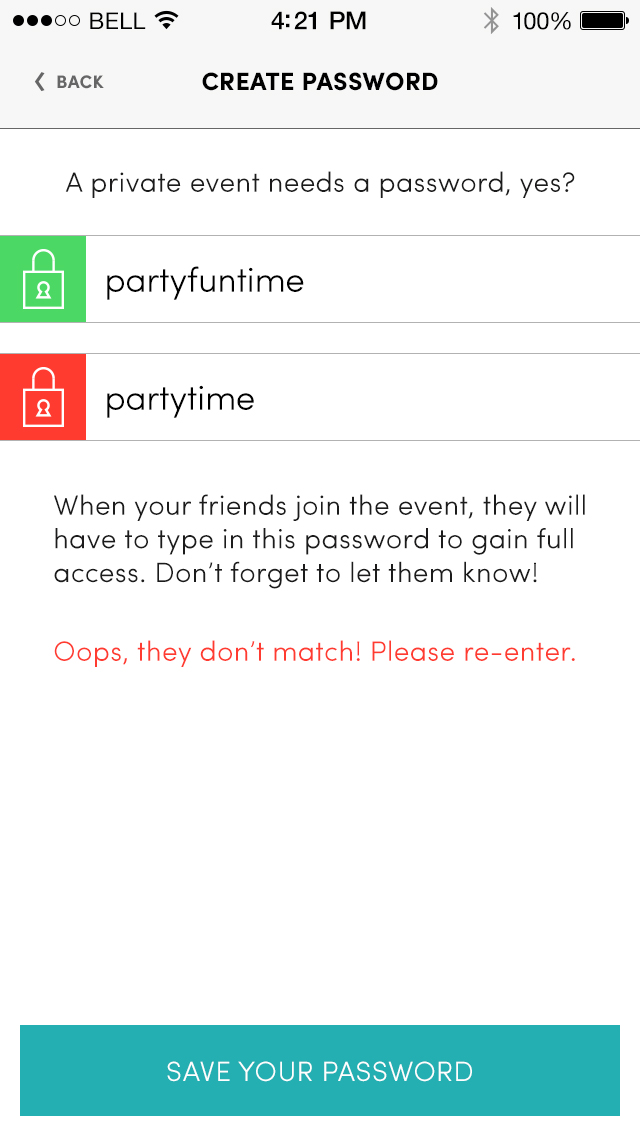 BELL 4:21 PM 100%
BACK CREATE PASSWORD
A private event needs a password, yes?
partyfuntime
partytime
When your friends join the event, they will
have to type in this password to gain full
access. Don’t forget to let them know!
Oops, they don’t match! Please re-enter.
SAVE YOUR PASSWORD